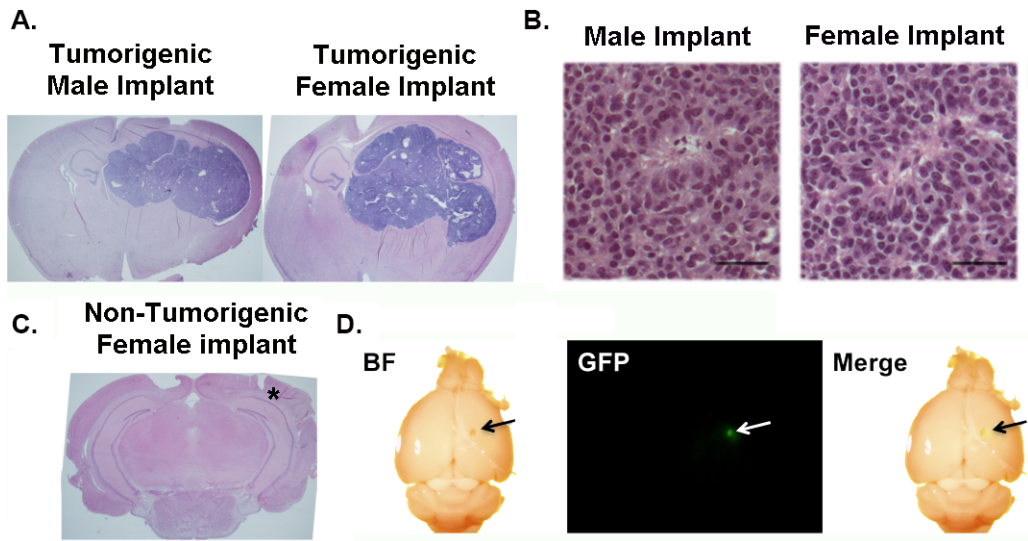 A.
Tumorigenic
Male Implant
Tumorigenic
Female Implant
B.
Male Implant
Female Implant
C.
Non-Tumorigenic
Female implant
*
D.
BF
GFP
Merge